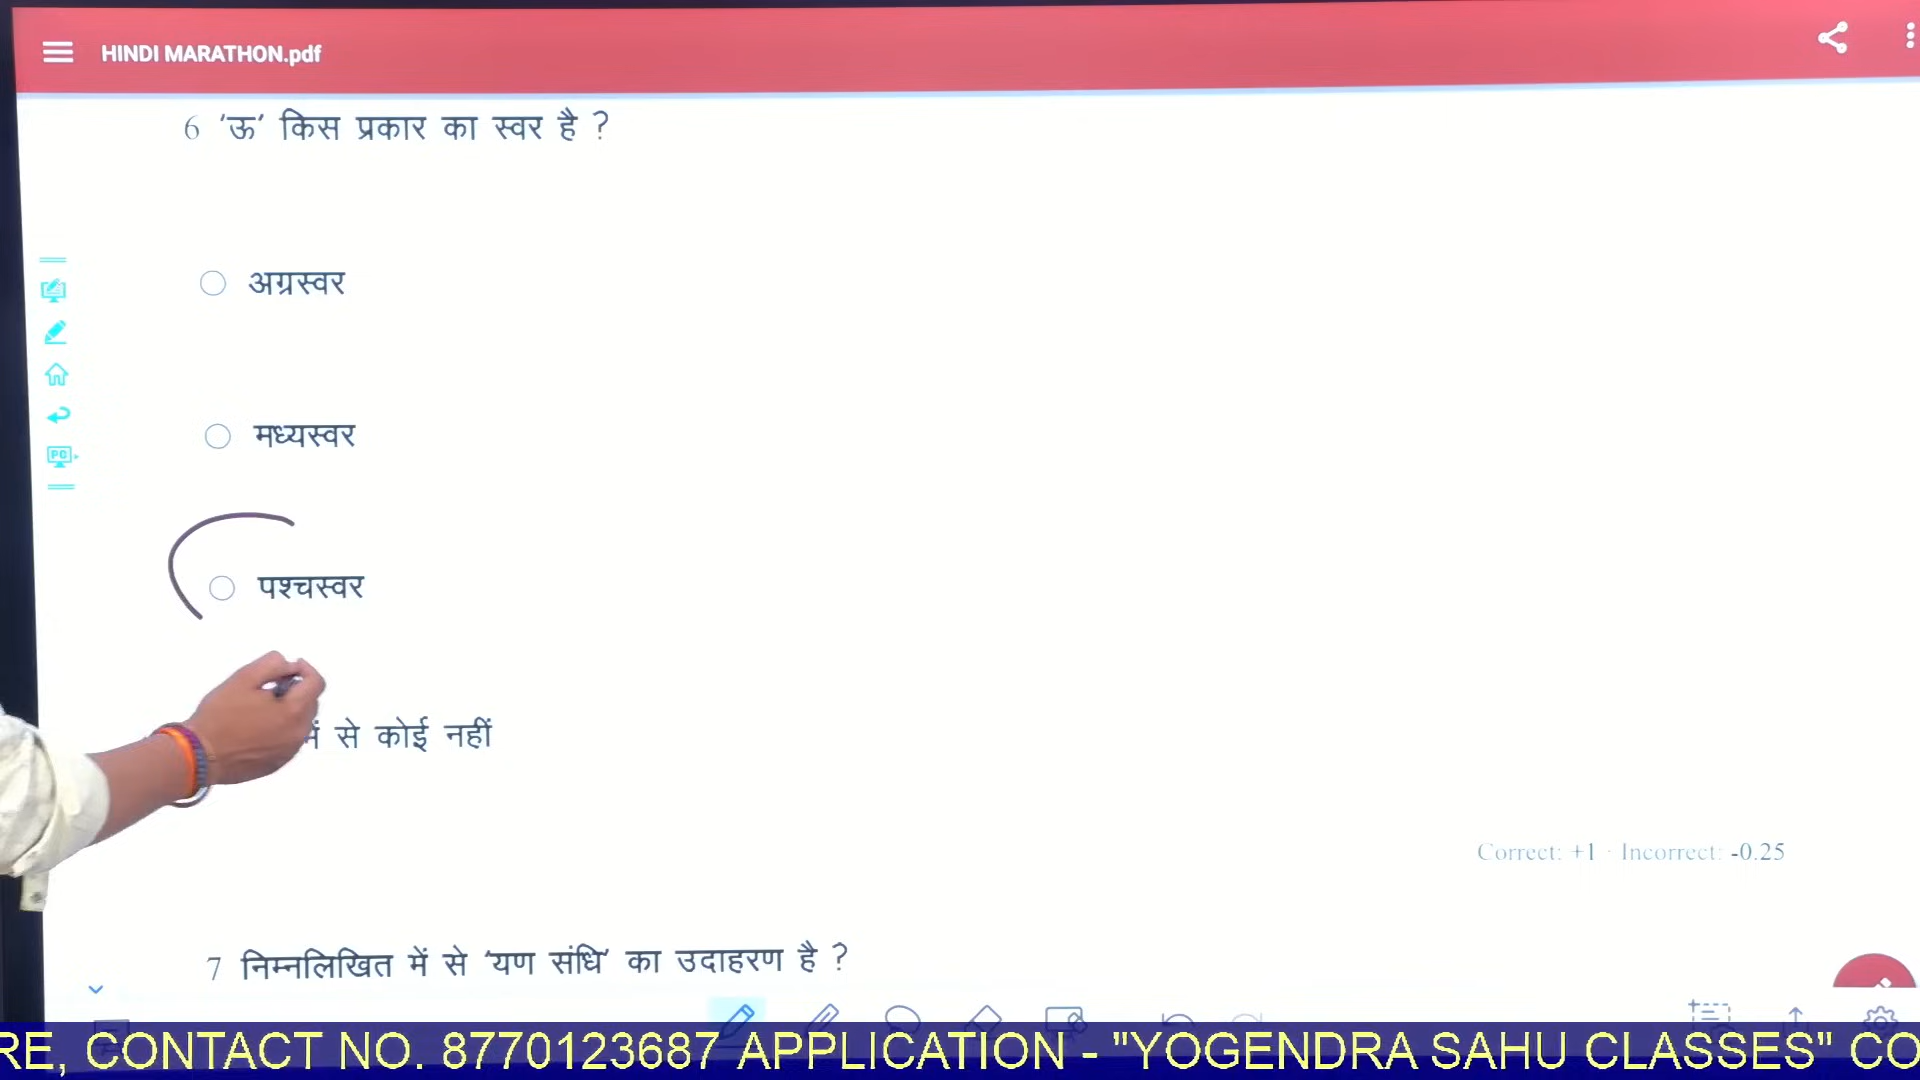 HINDI MARATHON.pdf
6 ‘ऊ‘ किस प्रकार का स्वर है ?
अग्रस्वर
मध्यस्वर
PC
पश्चस्वर
में से कोई नहीं
Correct: +1 · Incorrect: -0.25
7 निम्नलिखित में से ‘यण संधि’ का उदाहरण है ?
RE, CONTACT NO. 8770123687 APPLICATION - "YOGENDRA SAHU CLASSES" CO